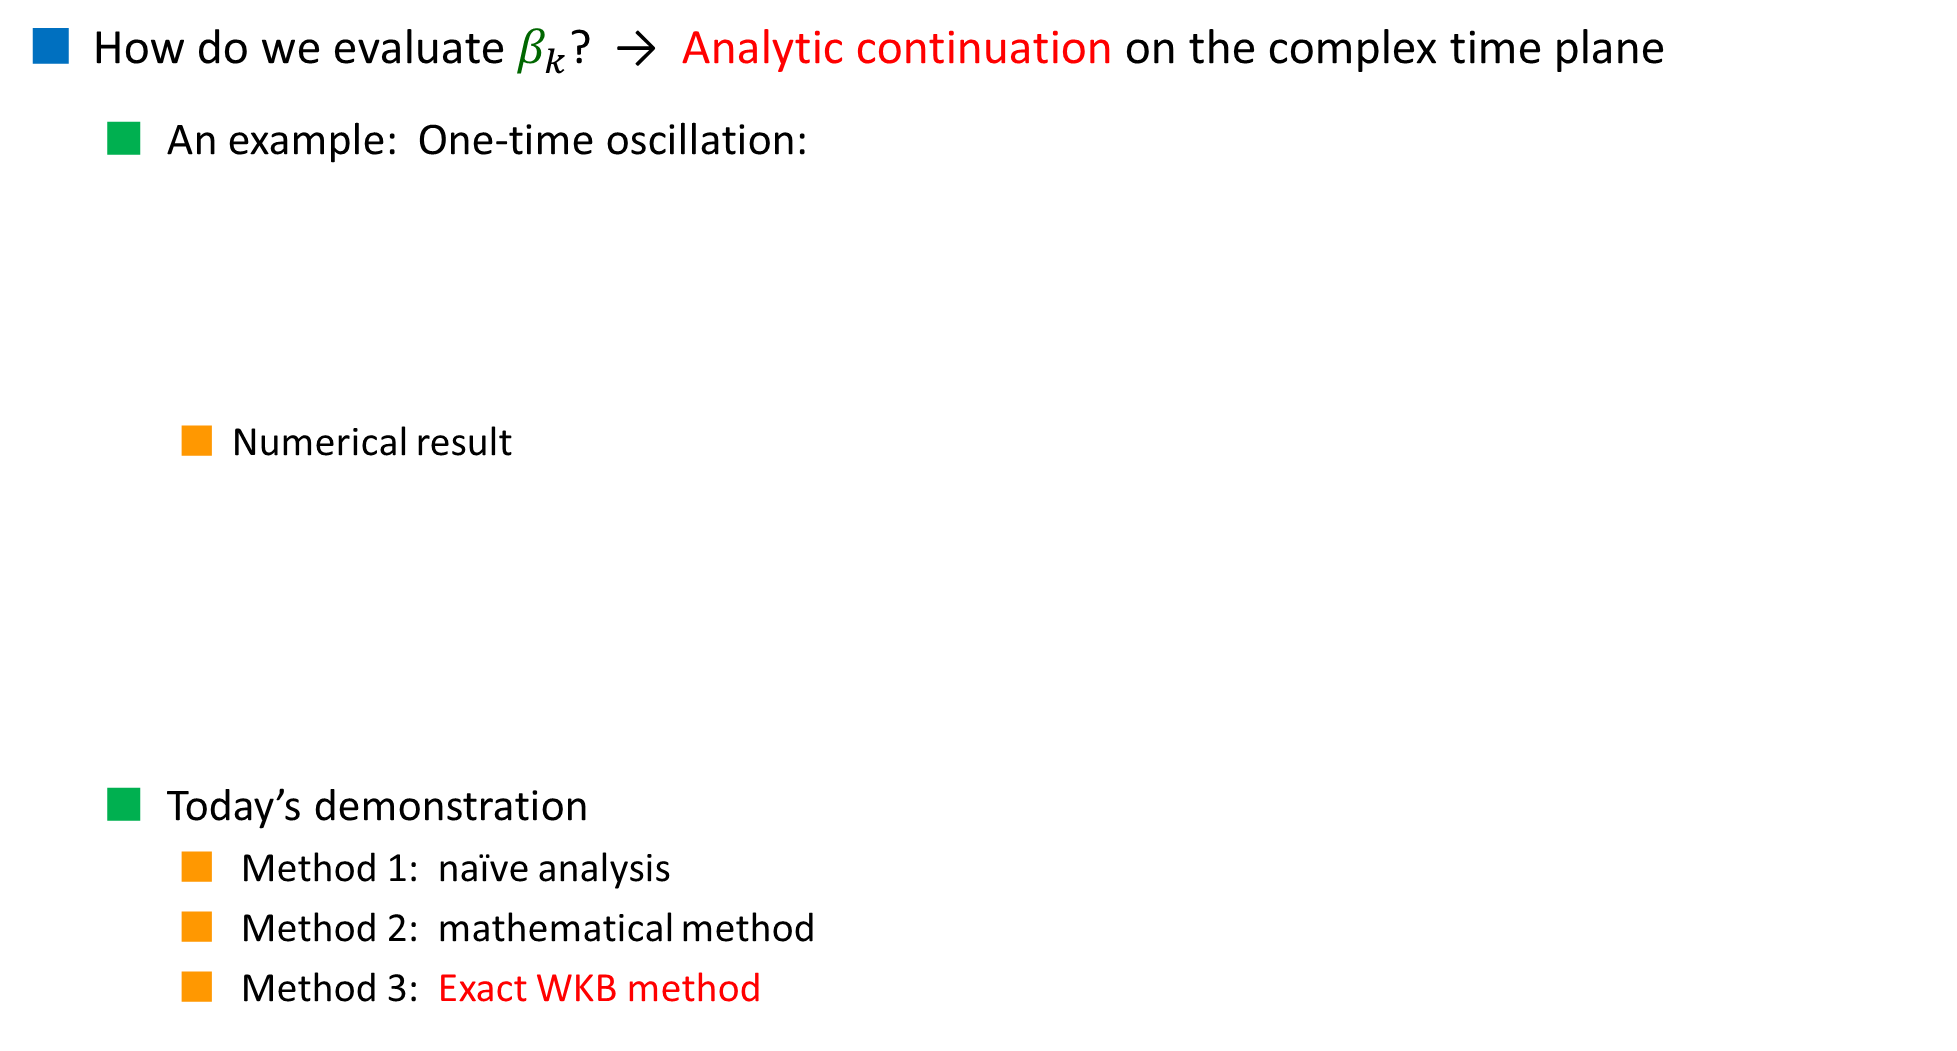 How do we evaluate βₖ? → Analytic continuation on the complex time plane
An example: One-time oscillation:
Numerical result
Today’s demonstration
Method 1: naïve analysis
Method 2: mathematical method
Method 3: Exact WKB method